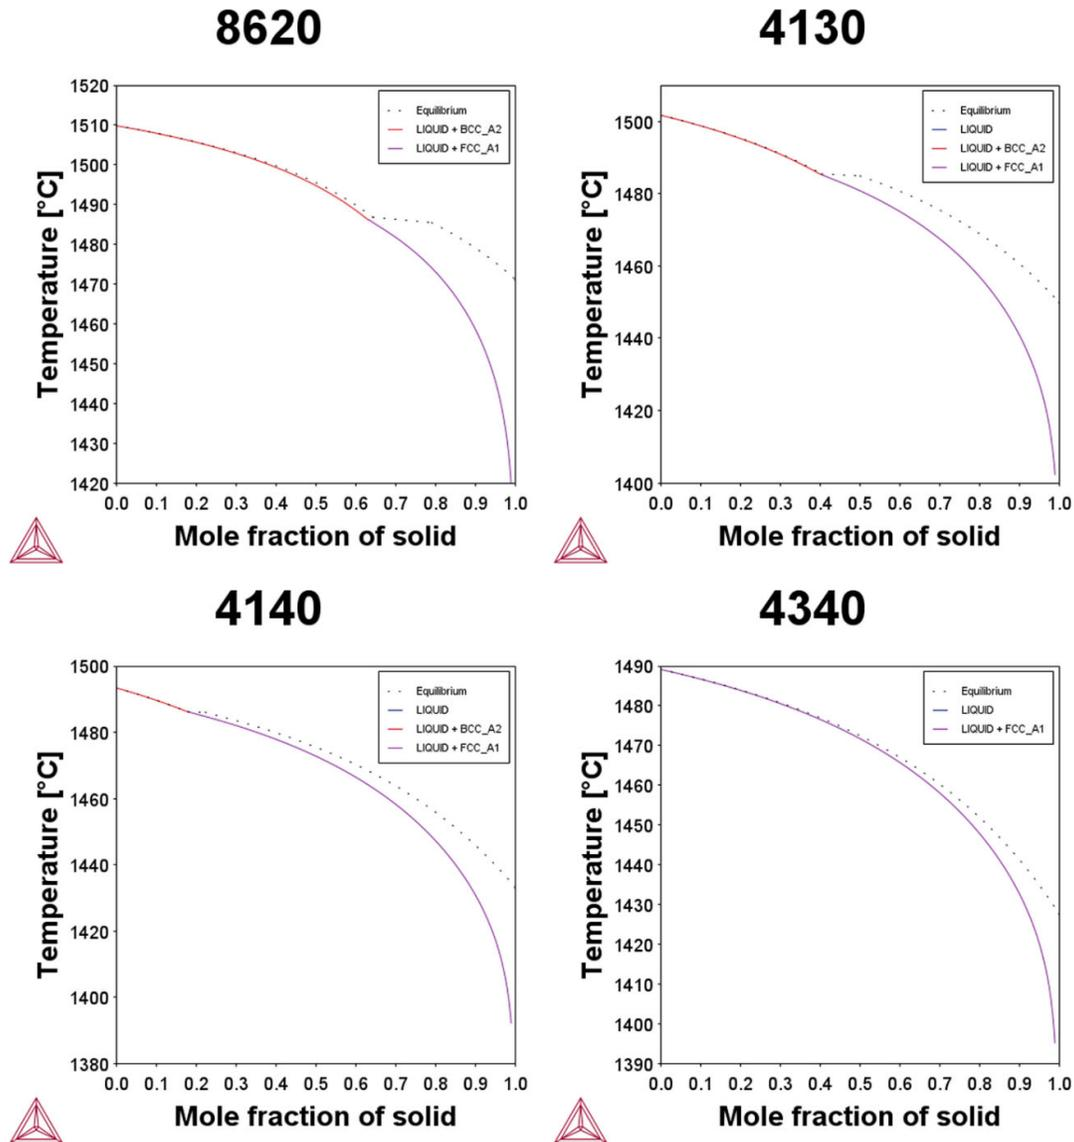 8620
4130
1520
1510
1500
1490
1480
1470
1460
1450
1440
1430
1420
Temperature [°C]
Equilibrium
LIQUID + BCC_A2
LIQUID + FCC_A1
0.0 0.1 0.2 0.3 0.4 0.5 0.6 0.7 0.8 0.9 1.0
Mole fraction of solid
1500
1480
1460
1440
1420
1400
Temperature [°C]
Equilibrium
LIQUID
LIQUID + BCC_A2
LIQUID + FCC_A1
0.0 0.1 0.2 0.3 0.4 0.5 0.6 0.7 0.8 0.9 1.0
Mole fraction of solid
4140
4340
1500
1480
1460
1440
1420
1400
1380
Temperature [°C]
Equilibrium
LIQUID
LIQUID + BCC_A2
LIQUID + FCC_A1
0.0 0.1 0.2 0.3 0.4 0.5 0.6 0.7 0.8 0.9 1.0
Mole fraction of solid
1490
1480
1470
1460
1450
1440
1430
1420
1410
1400
1390
Temperature [°C]
Equilibrium
LIQUID
LIQUID + FCC_A1
0.0 0.1 0.2 0.3 0.4 0.5 0.6 0.7 0.8 0.9 1.0
Mole fraction of solid